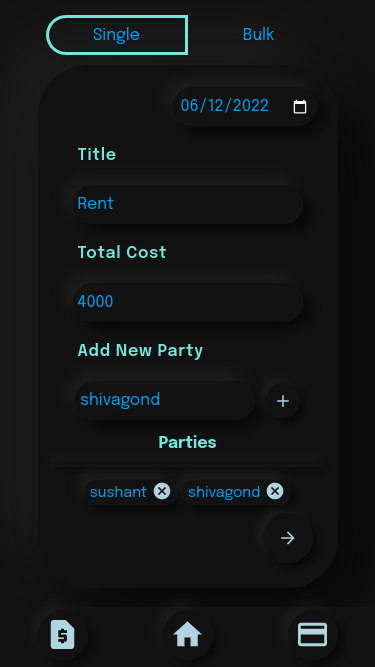 Single Bulk
06/12/2022
Title
Rent
Total Cost
4000
Add New Party
shivagond +
Parties
sushant shivagond
$